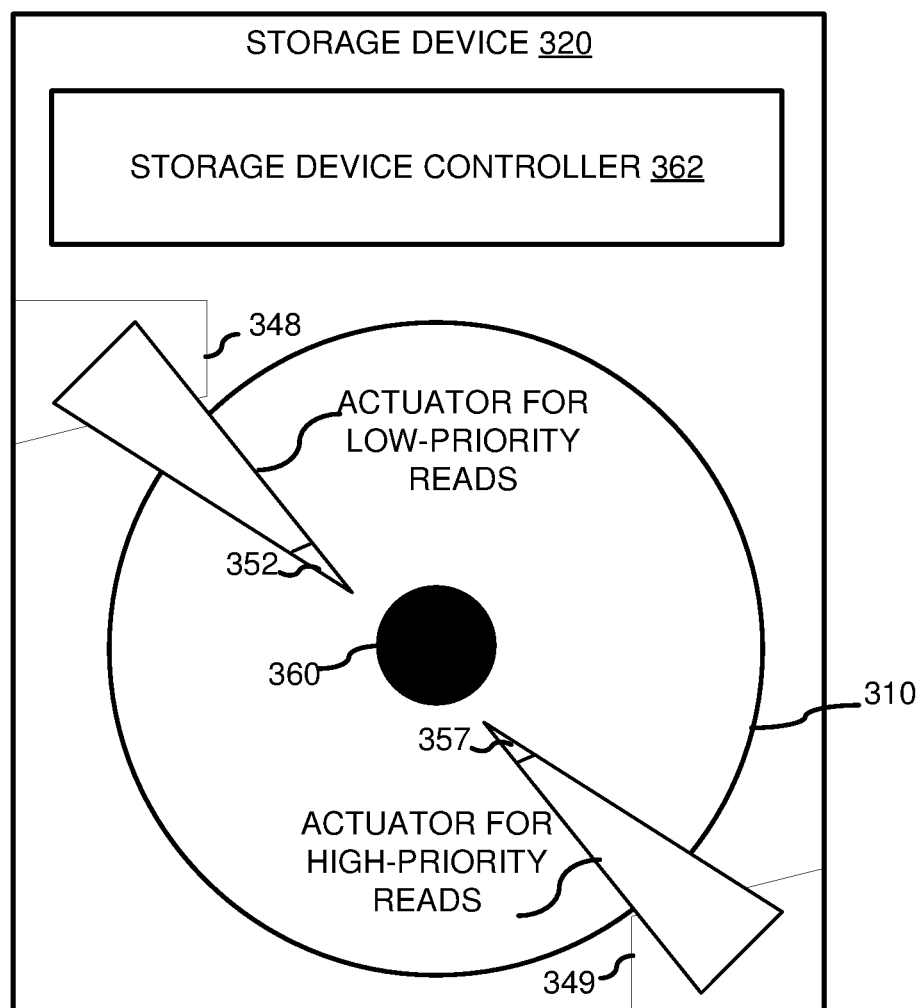 STORAGE DEVICE 320
STORAGE DEVICE CONTROLLER 362
348
ACTUATOR FOR
LOW-PRIORITY
READS
352
360
310
357
ACTUATOR FOR
HIGH-PRIORITY
READS
349